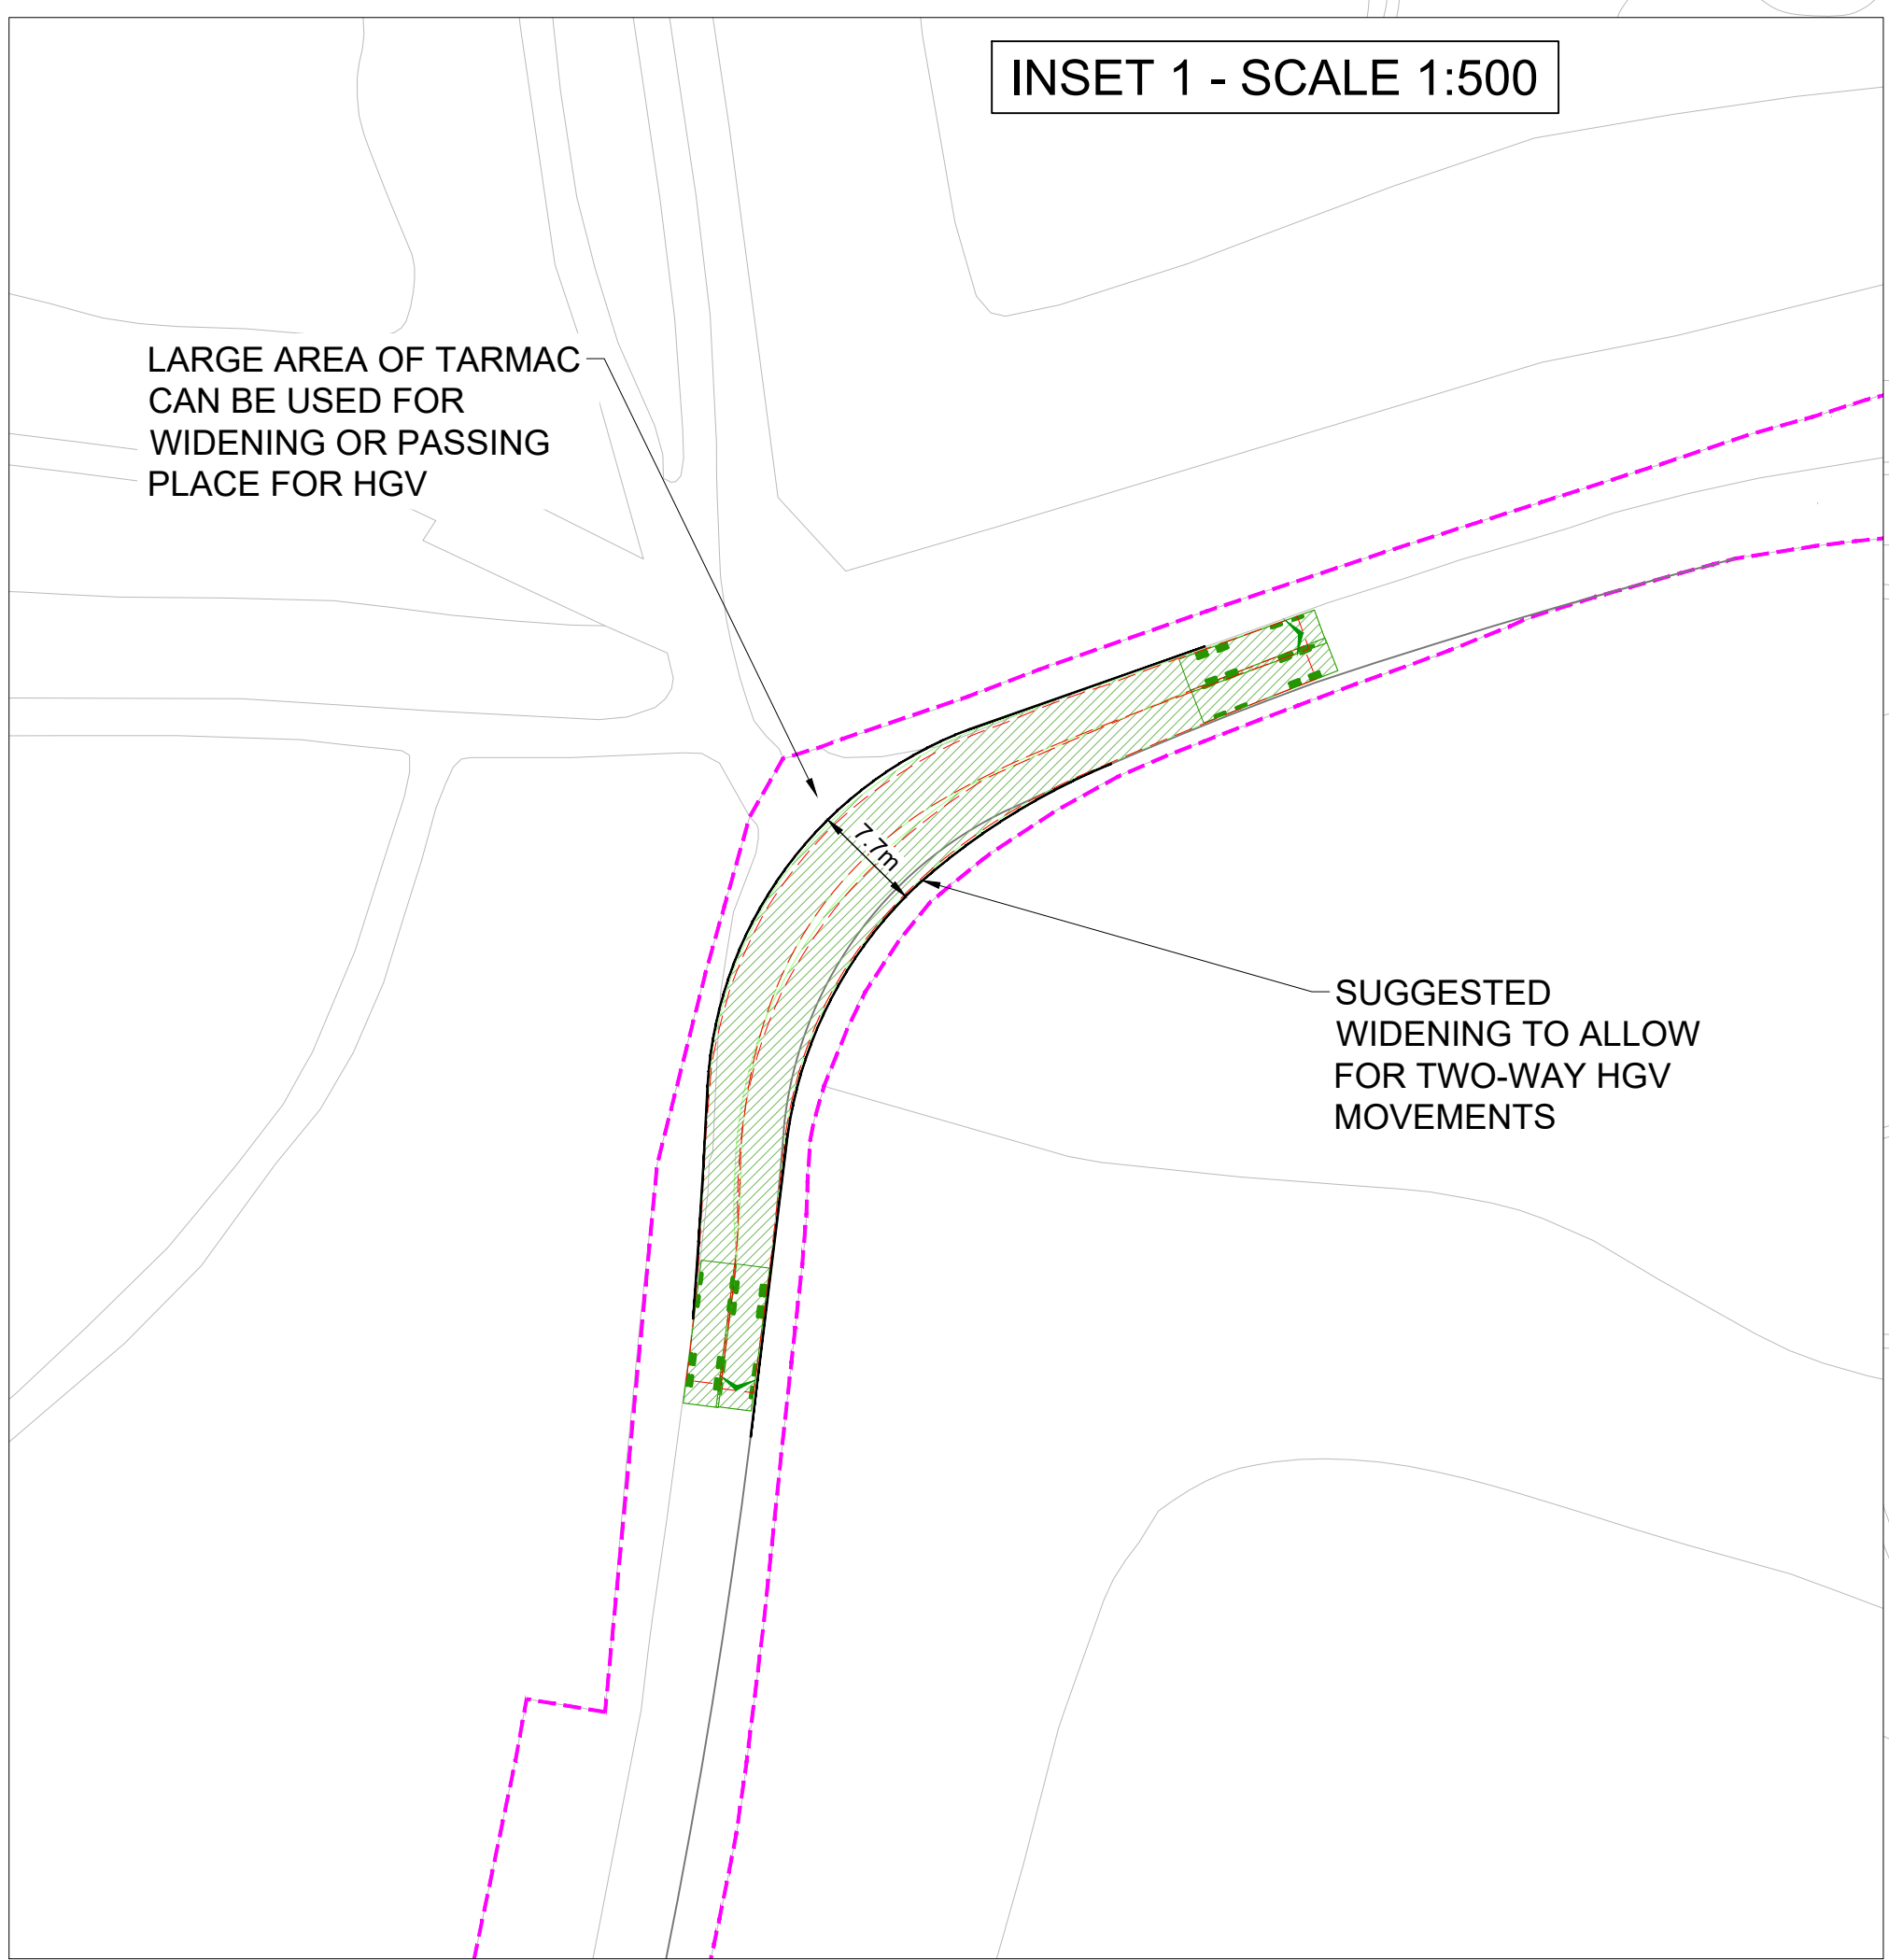 INSET 1 - SCALE 1:500
LARGE AREA OF TARMAC
CAN BE USED FOR
WIDENING OR PASSING
PLACE FOR HGV
7.7m
SUGGESTED
WIDENING TO ALLOW
FOR TWO-WAY HGV
MOVEMENTS